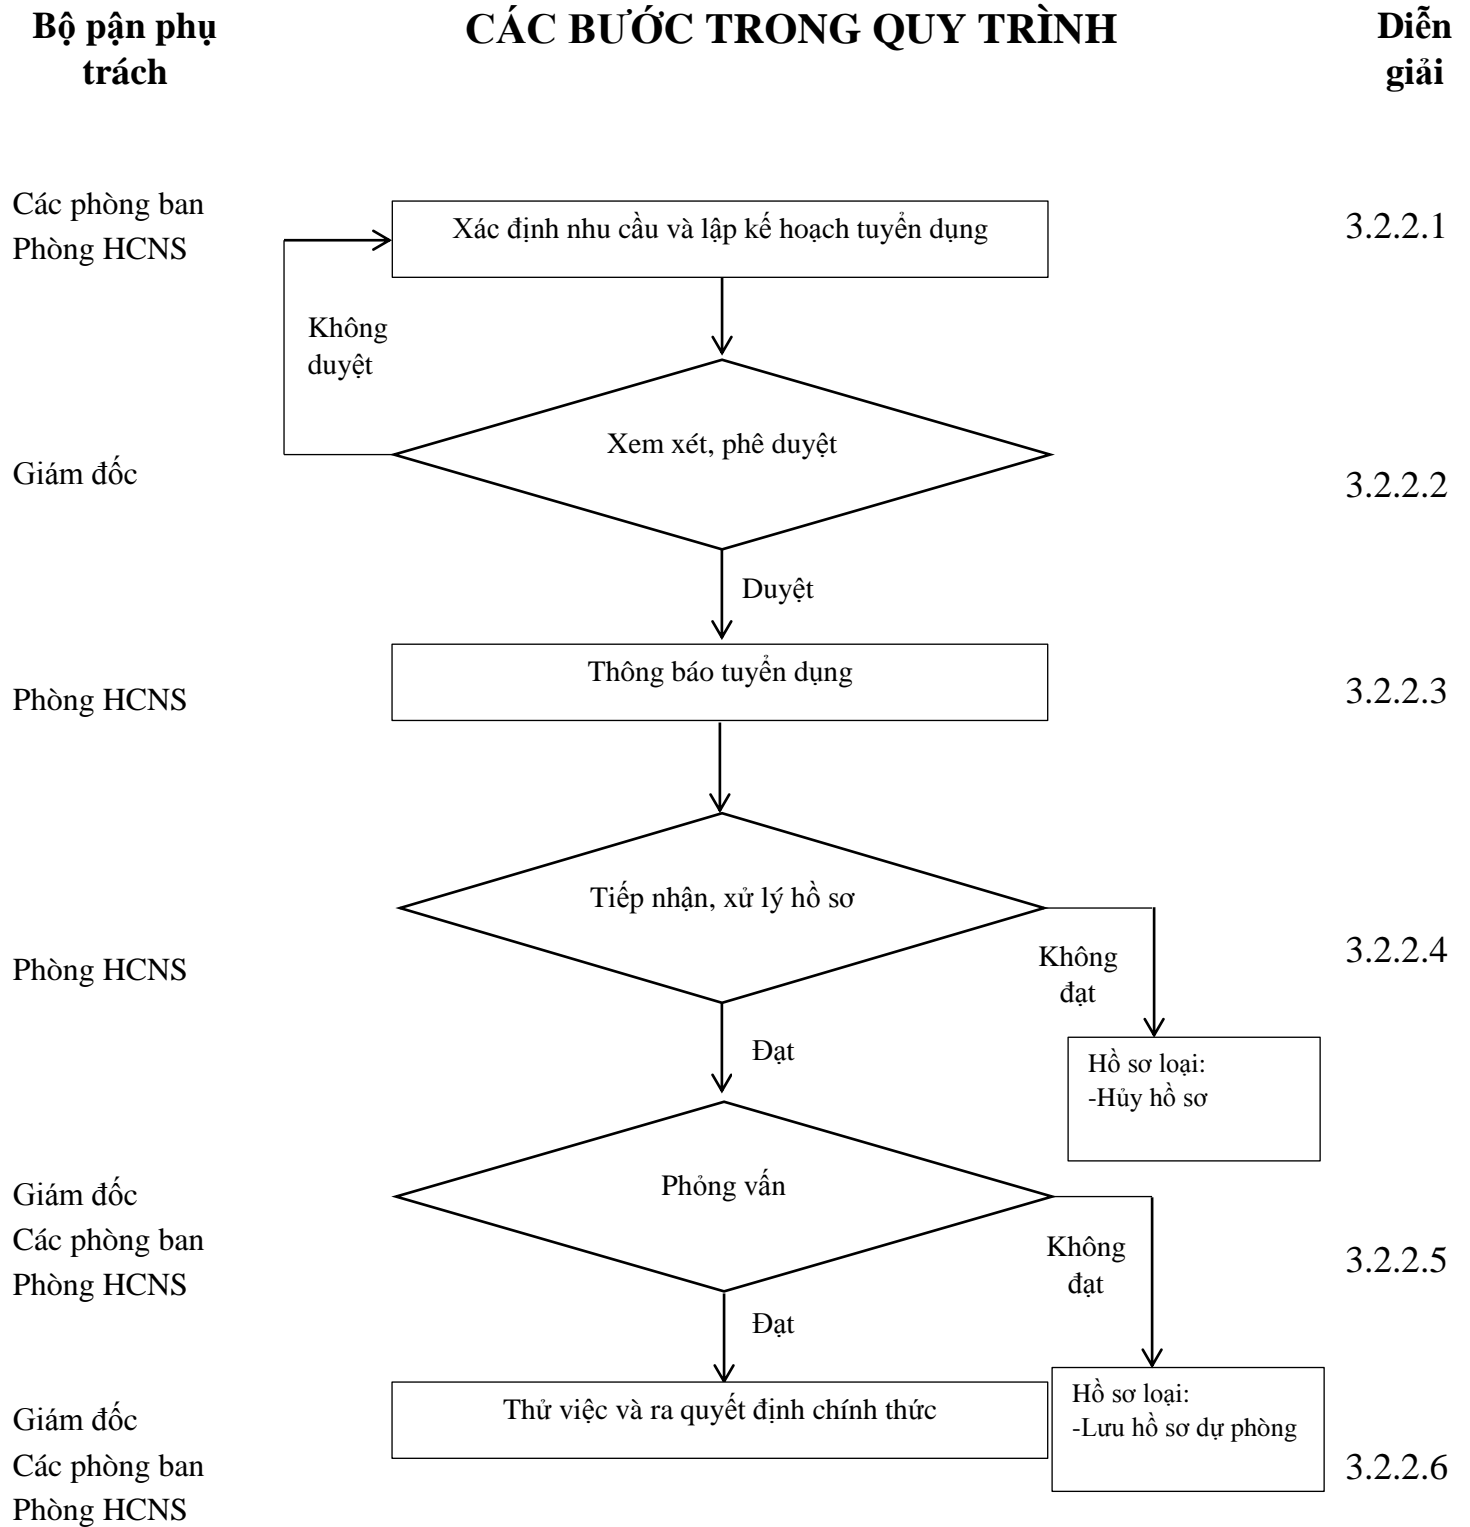 Bộ pận phụ
trách
CÁC BƯỚC TRONG QUY TRÌNH
Diễn
giải
Các phòng ban
Phòng HCNS
Xác định nhu cầu và lập kế hoạch tuyển dụng
3.2.2.1
Không
duyệt
Giám đốc
Xem xét, phê duyệt
3.2.2.2
Duyệt
Phòng HCNS
Thông báo tuyển dụng
3.2.2.3
Phòng HCNS
Tiếp nhận, xử lý hồ sơ
3.2.2.4
Không
đạt
Đạt
Hồ sơ loại:
-Hủy hồ sơ
Giám đốc
Các phòng ban
Phòng HCNS
Phỏng vấn
3.2.2.5
Không
đạt
Đạt
Giám đốc
Các phòng ban
Phòng HCNS
Thử việc và ra quyết định chính thức
Hồ sơ loại:
-Lưu hồ sơ dự phòng
3.2.2.6